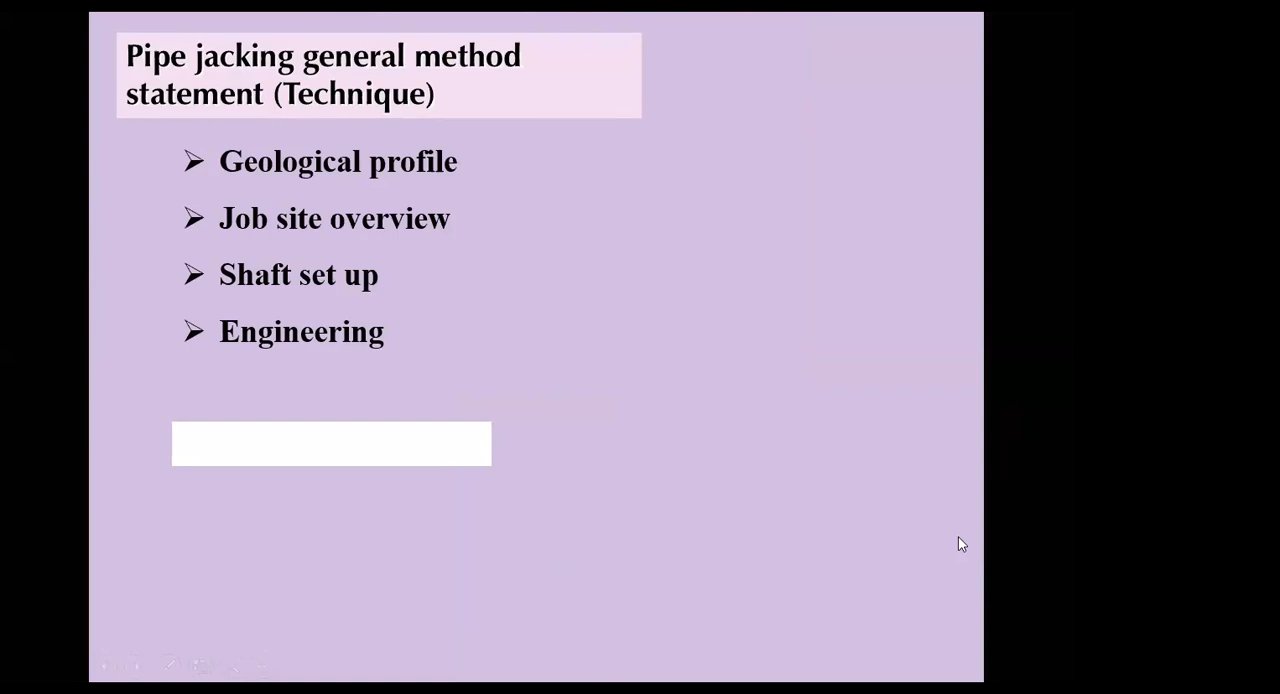 Pipe jacking general method
statement (Technique)
➢ Geological profile
➢ Job site overview
➢ Shaft set up
➢ Engineering